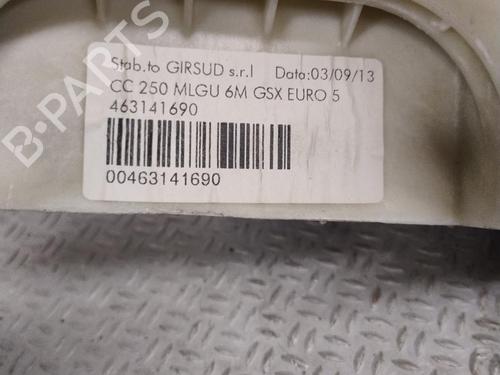 Stab.to GIRSUD s.r.l Data:03/09/13
CC 250 MLGU 6M GSX EURO 5
463141690
00463141690
B-PARTS